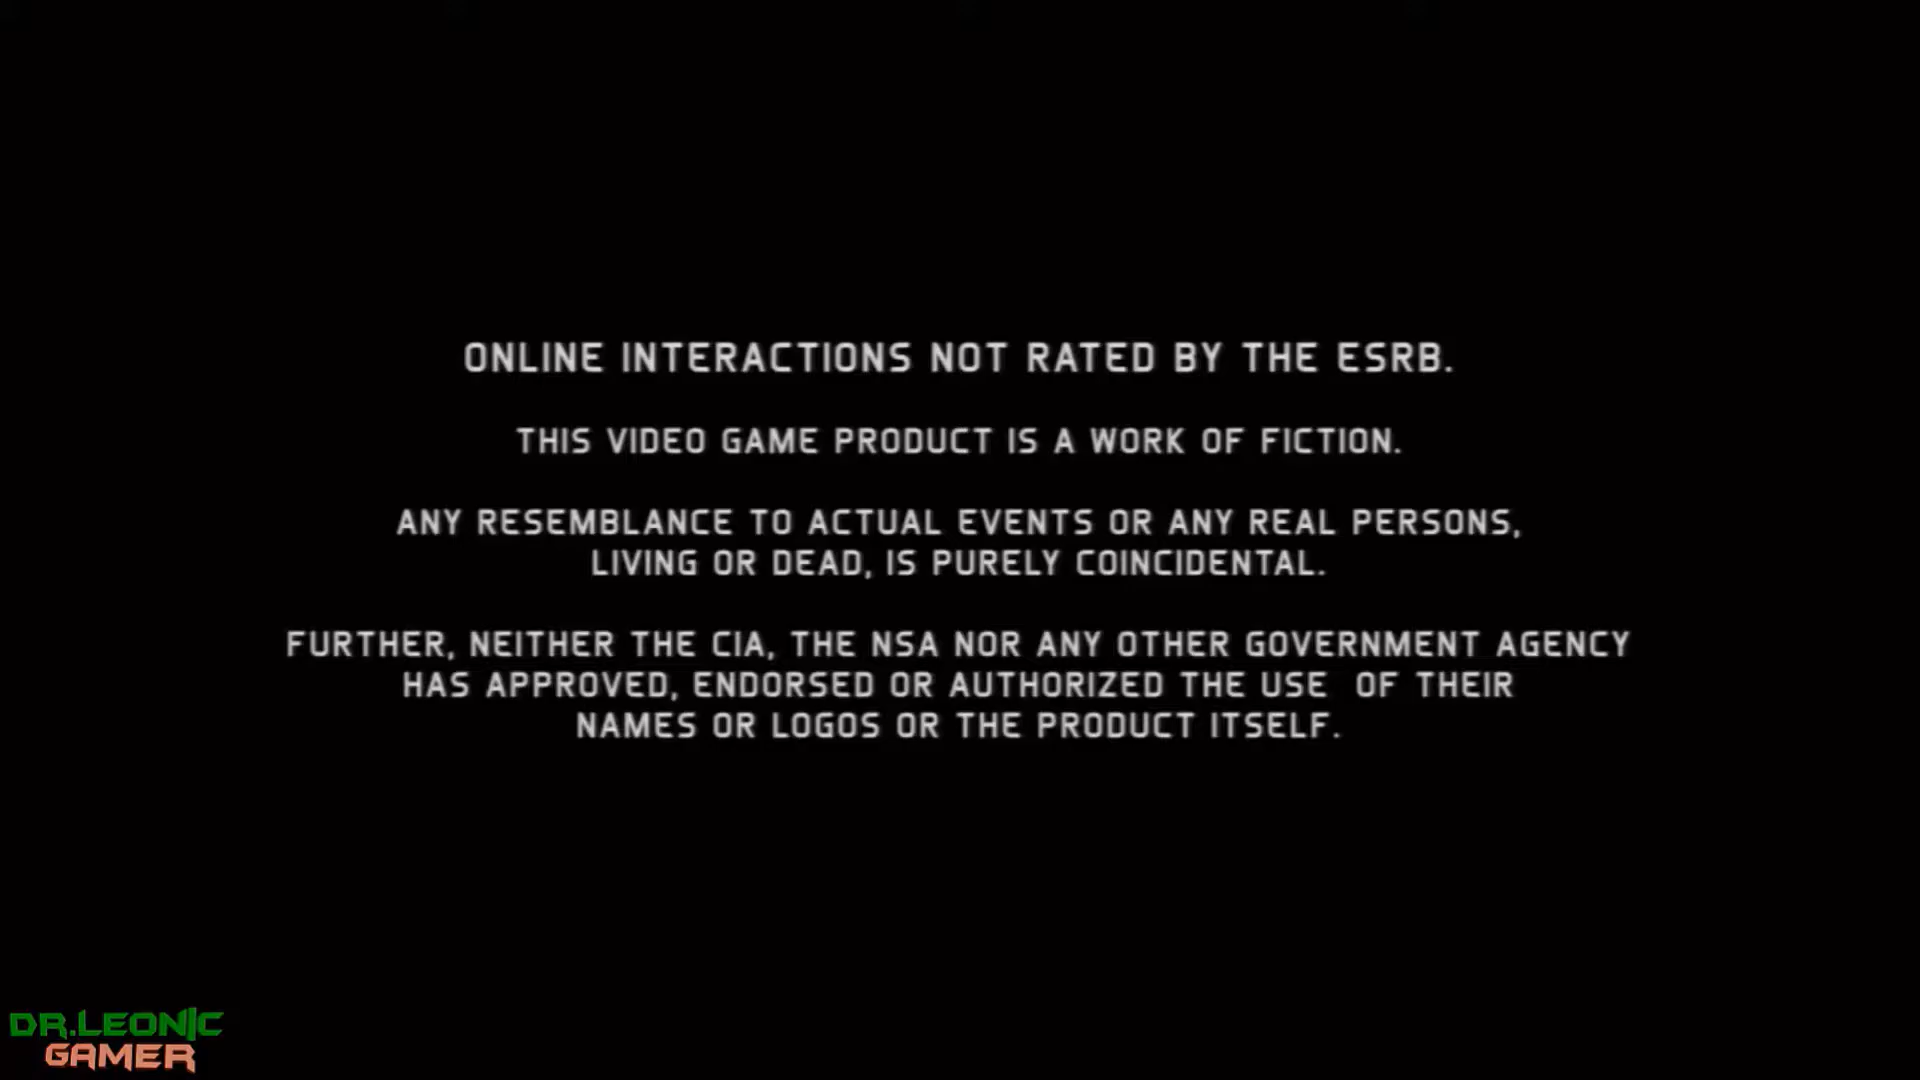 ONLINE INTERACTIONS NOT RATED BY THE ESRB.
THIS VIDEO GAME PRODUCT IS A WORK OF FICTION.
ANY RESEMBLANCE TO ACTUAL EVENTS OR ANY REAL PERSONS,
LIVING OR DEAD, IS PURELY COINCIDENTAL.
FURTHER, NEITHER THE CIA, THE NSA NOR ANY OTHER GOVERNMENT AGENCY
HAS APPROVED, ENDORSED OR AUTHORIZED THE USE  OF THEIR
NAMES OR LOGOS OR THE PRODUCT ITSELF.
DR.LEONIC
GAMER